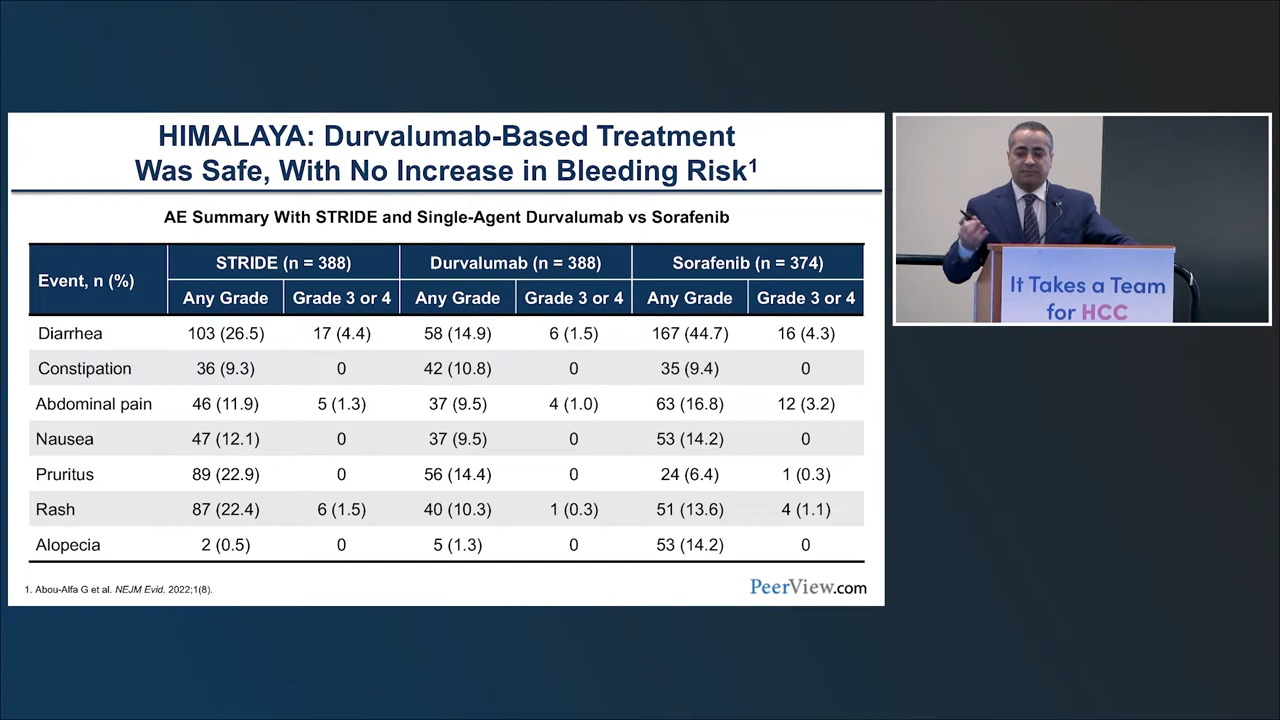 HIMALAYA: Durvalumab-Based Treatment
Was Safe, With No Increase in Bleeding Risk1
AE Summary With STRIDE and Single-Agent Durvalumab vs Sorafenib
Event, n (%) STRIDE (n = 388) Durvalumab (n = 388) Sorafenib (n = 374)
Any Grade Grade 3 or 4 Any Grade Grade 3 or 4 Any Grade Grade 3 or 4
Diarrhea 103 (26.5) 17 (4.4) 58 (14.9) 6 (1.5) 167 (44.7) 16 (4.3)
Constipation 36 (9.3) 0 42 (10.8) 0 35 (9.4) 0
Abdominal pain 46 (11.9) 5 (1.3) 37 (9.5) 4 (1.0) 63 (16.8) 12 (3.2)
Nausea 47 (12.1) 0 37 (9.5) 0 53 (14.2) 0
Pruritus 89 (22.9) 0 56 (14.4) 0 24 (6.4) 1 (0.3)
Rash 87 (22.4) 6 (1.5) 40 (10.3) 1 (0.3) 51 (13.6) 4 (1.1)
Alopecia 2 (0.5) 0 5 (1.3) 0 53 (14.2) 0
1. Abou-Alfa G et al. NEJM Evid. 2022;1(8).
PeerView.com
It Takes a Team
for HCC